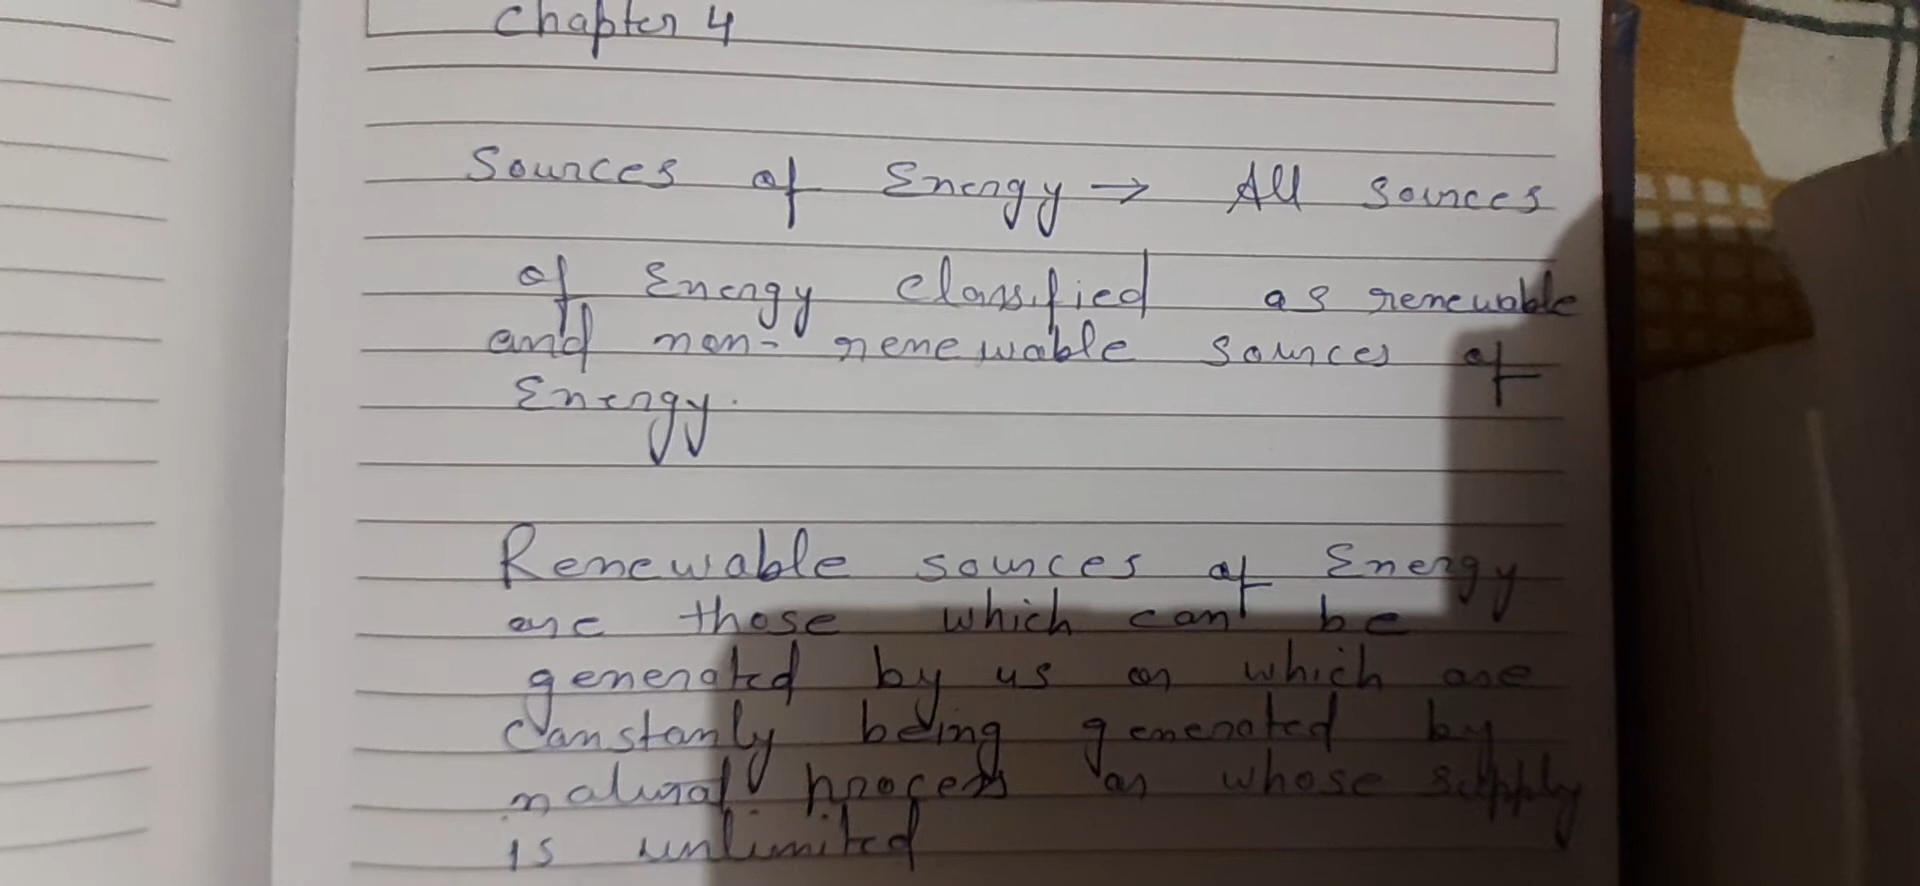 Chapter 4
Sources of Energy → All sources
of Energy classified as renewable
and non-renewable sources of
Energy.
Renewable sources of Energy
are those which can be
generated by us or which are
Constanly being generated by
natural process or whose supply
is unlimited